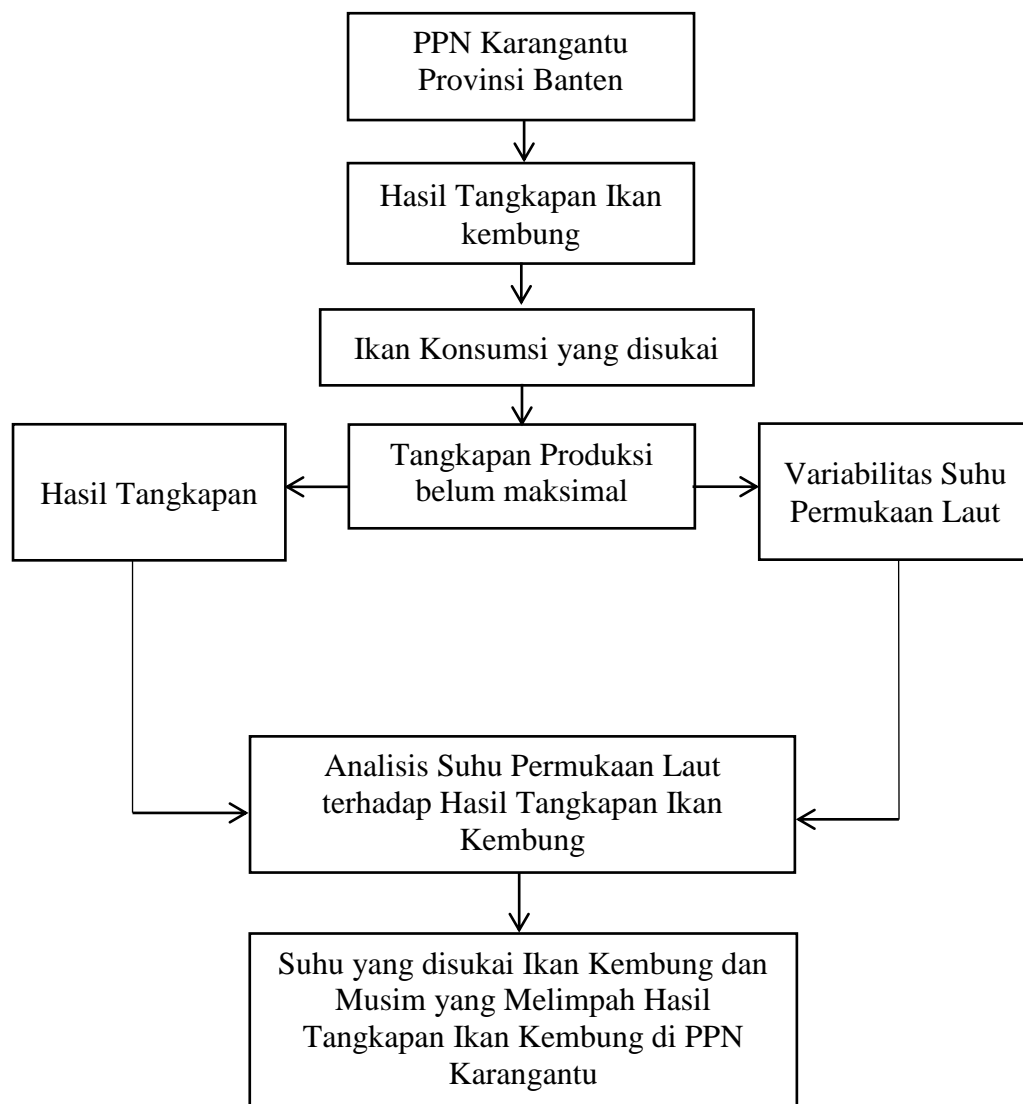 PPN Karangantu
Provinsi Banten
Hasil Tangkapan Ikan
kembung
Ikan Konsumsi yang disukai
Tangkapan Produksi
belum maksimal
Hasil Tangkapan
Variabilitas Suhu
Permukaan Laut
Analisis Suhu Permukaan Laut
terhadap Hasil Tangkapan Ikan
Kembung
Suhu yang disukai Ikan Kembung dan
Musim yang Melimpah Hasil
Tangkapan Ikan Kembung di PPN
Karangantu